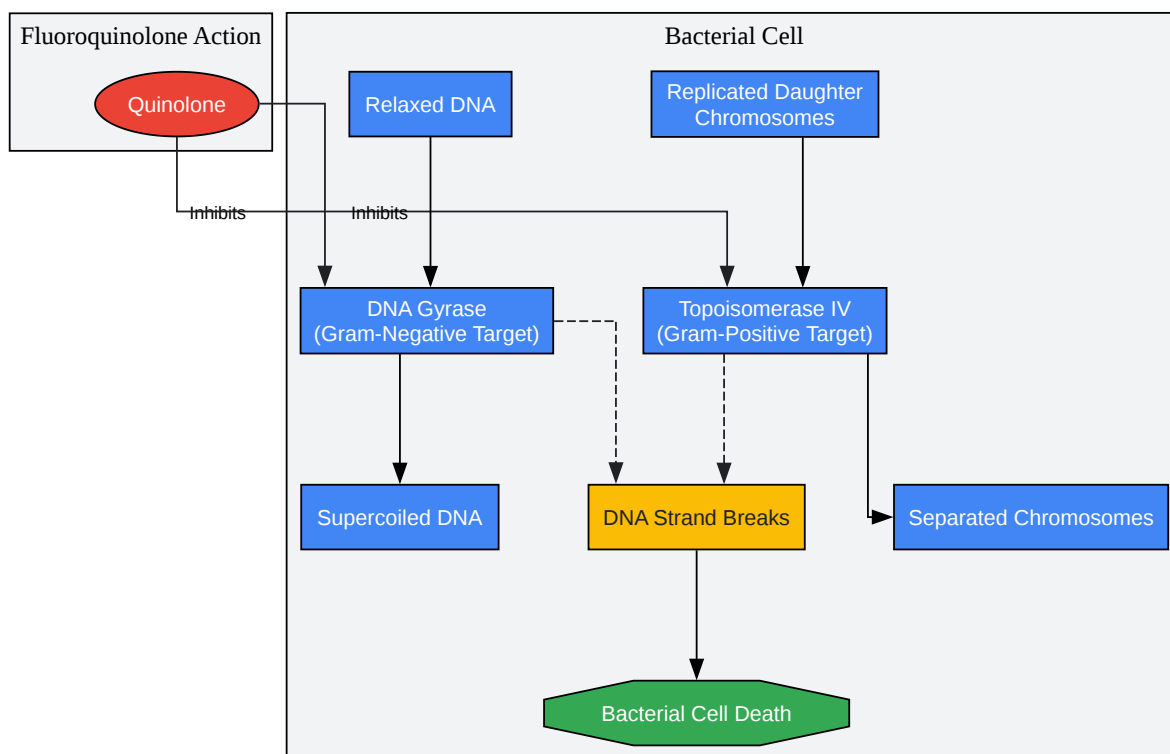 Fluoroquinolone Action
Bacterial Cell
Quinolone
Relaxed DNA
Replicated Daughter
Chromosomes
Inhibits
Inhibits
DNA Gyrase
(Gram-Negative Target)
Topoisomerase IV
(Gram-Positive Target)
Supercoiled DNA
DNA Strand Breaks
Separated Chromosomes
Bacterial Cell Death